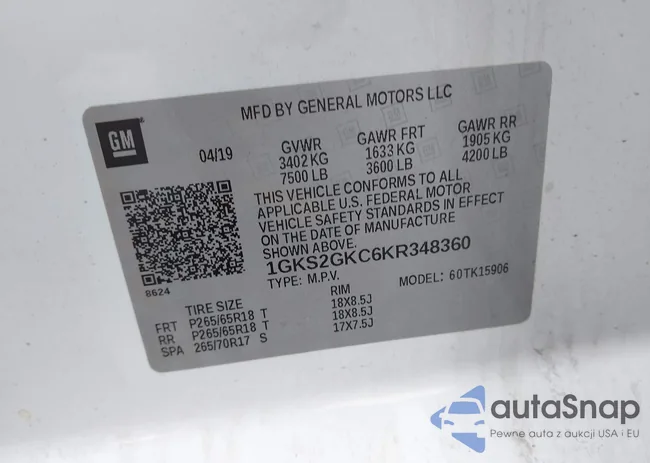 MFD BY GENERAL MOTORS LLC
GM
04/19
GVWR GAWR FRT GAWR RR
3402 KG 1633 KG 1905 KG
7500 LB 3600 LB 4200 LB
THIS VEHICLE CONFORMS TO ALL
APPLICABLE U.S. FEDERAL MOTOR
VEHICLE SAFETY STANDARDS IN EFFECT
ON THE DATE OF MANUFACTURE
SHOWN ABOVE.
1GKS2GKC6KR348360
TYPE: M.P.V. MODEL: 60TK15906
8624
TIRE SIZE RIM
FRT P265/65R18 T 18X8.5J
RR P265/65R18 T 18X8.5J
SPA 265/70R17 S 17X7.5J
autaSnap
Pewne auta z aukcji USA i EU